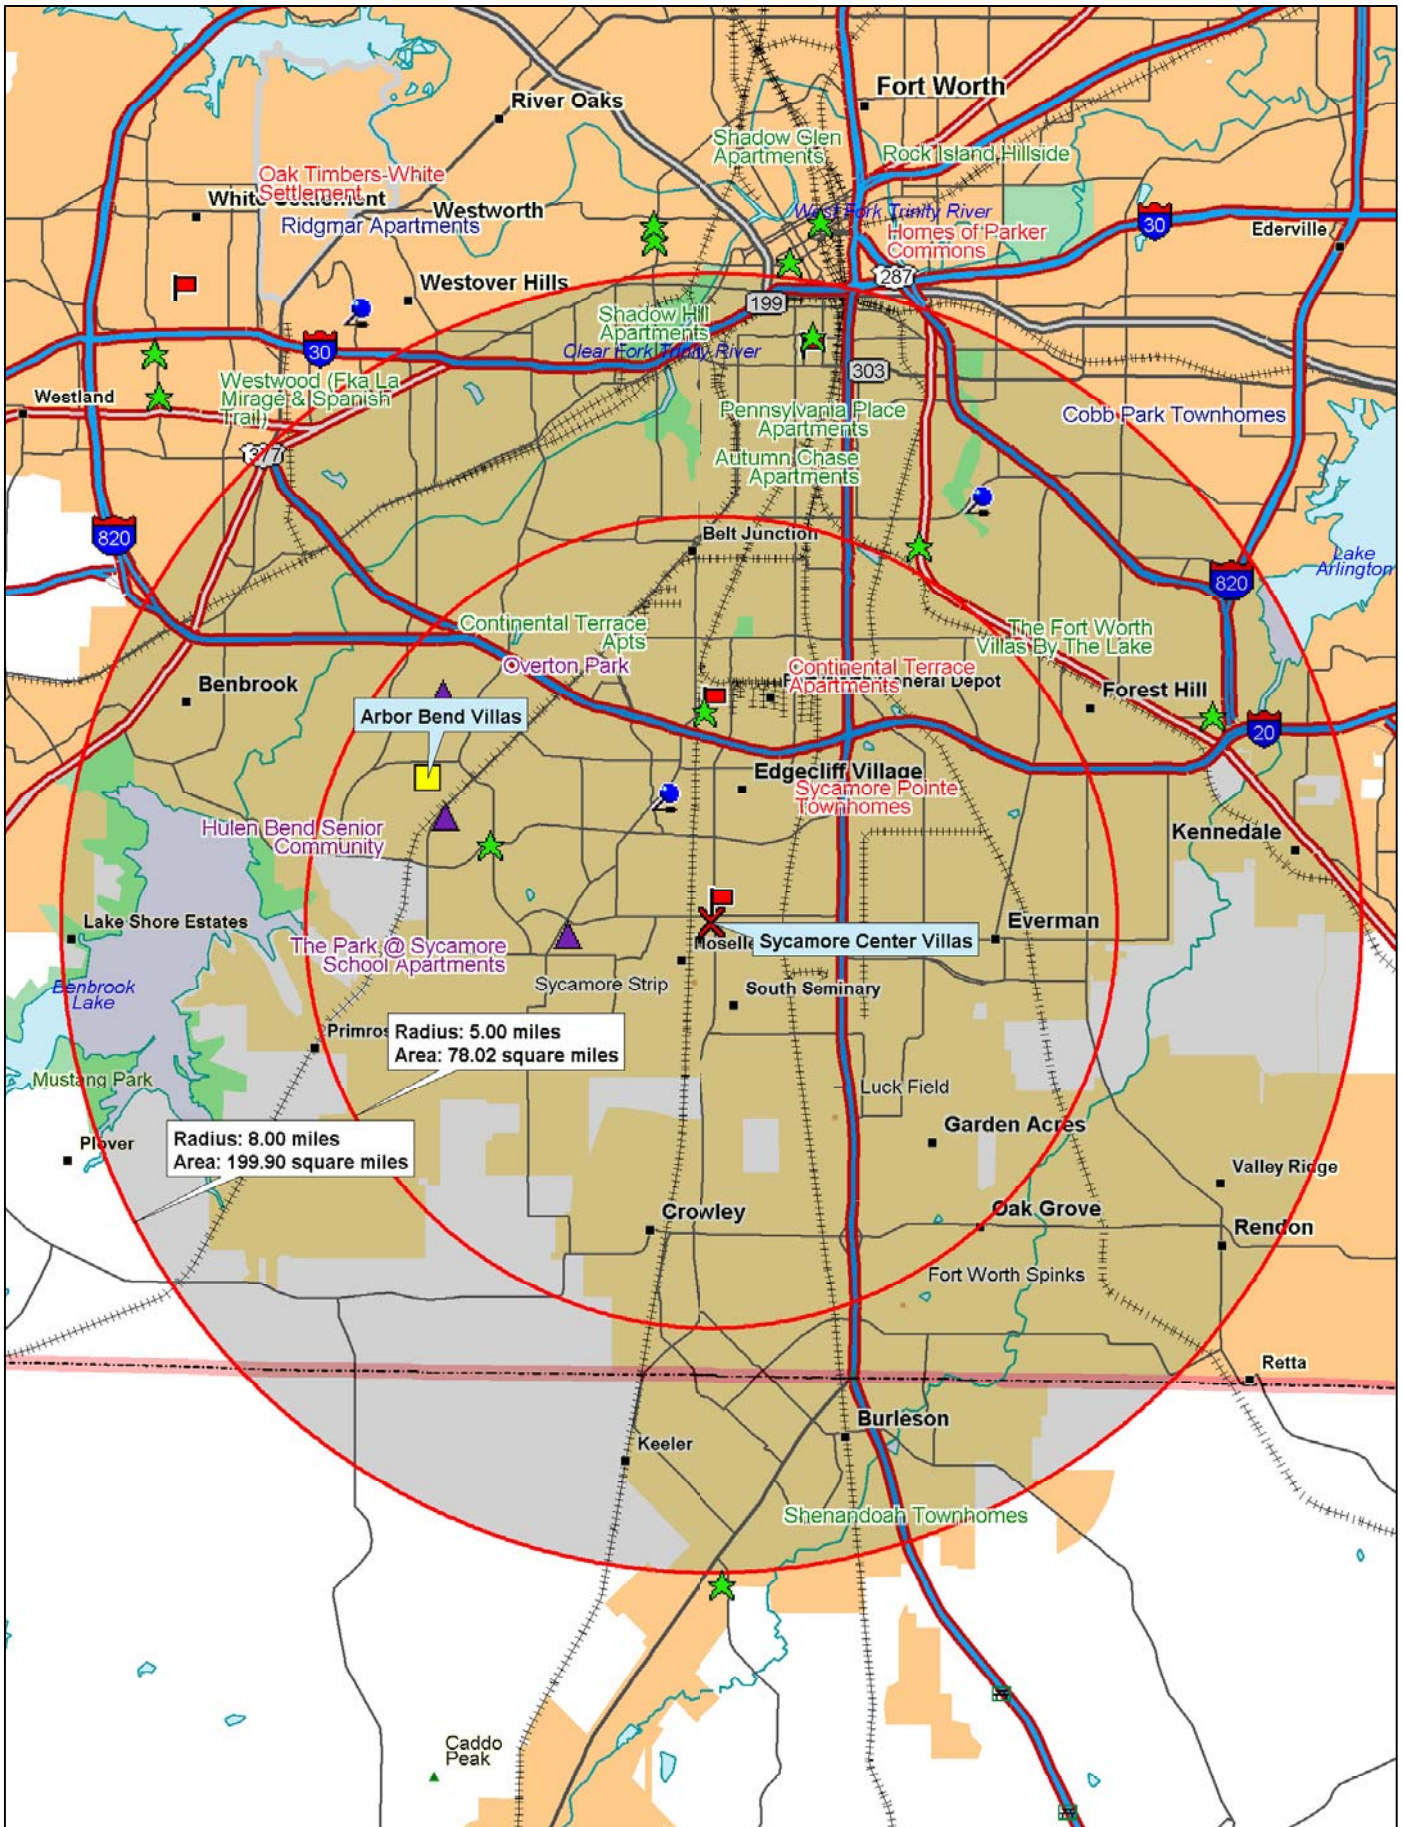 Fort Worth
River Oaks
Shadow Glen
Apartments
Rock Island Hillside
Oak Timbers-White
Settlement
White Settlement
Ridgmar Apartments
Westworth
West Fork Trinity River
Homes of Parker
Commons
30
Ederville
Westover Hills
287
199
Shadow Hill
Apartments
Clear Fork Trinity River
30
303
Westland
Westwood (Fka La
Mirage & Spanish
Trail)
Pennsylvania Place
Apartments
Cobb Park Townhomes
377
Autumn Chase
Apartments
820
Belt Junction
Lake
Arlington
820
Continental Terrace
Apts
The Fort Worth
Villas By The Lake
Overton Park
Continental Terrace
Apartments
General Depot
Benbrook
Forest Hill
Arbor Bend Villas
20
Edgecliff Village
Sycamore Pointe
Townhomes
Hulen Bend Senior
Community
Kennedale
Lake Shore Estates
Everman
The Park @ Sycamore
School Apartments
Sycamore Center Villas
Sycamore Strip
South Seminary
Benbrook
Lake
Radius: 5.00 miles
Area: 78.02 square miles
Mustang Park
Luck Field
Garden Acres
Radius: 8.00 miles
Area: 199.90 square miles
Plover
Valley Ridge
Crowley
Oak Grove
Rendon
Fort Worth Spinks
Retta
Burleson
Keeler
Shenandoah Townhomes
Caddo
Peak